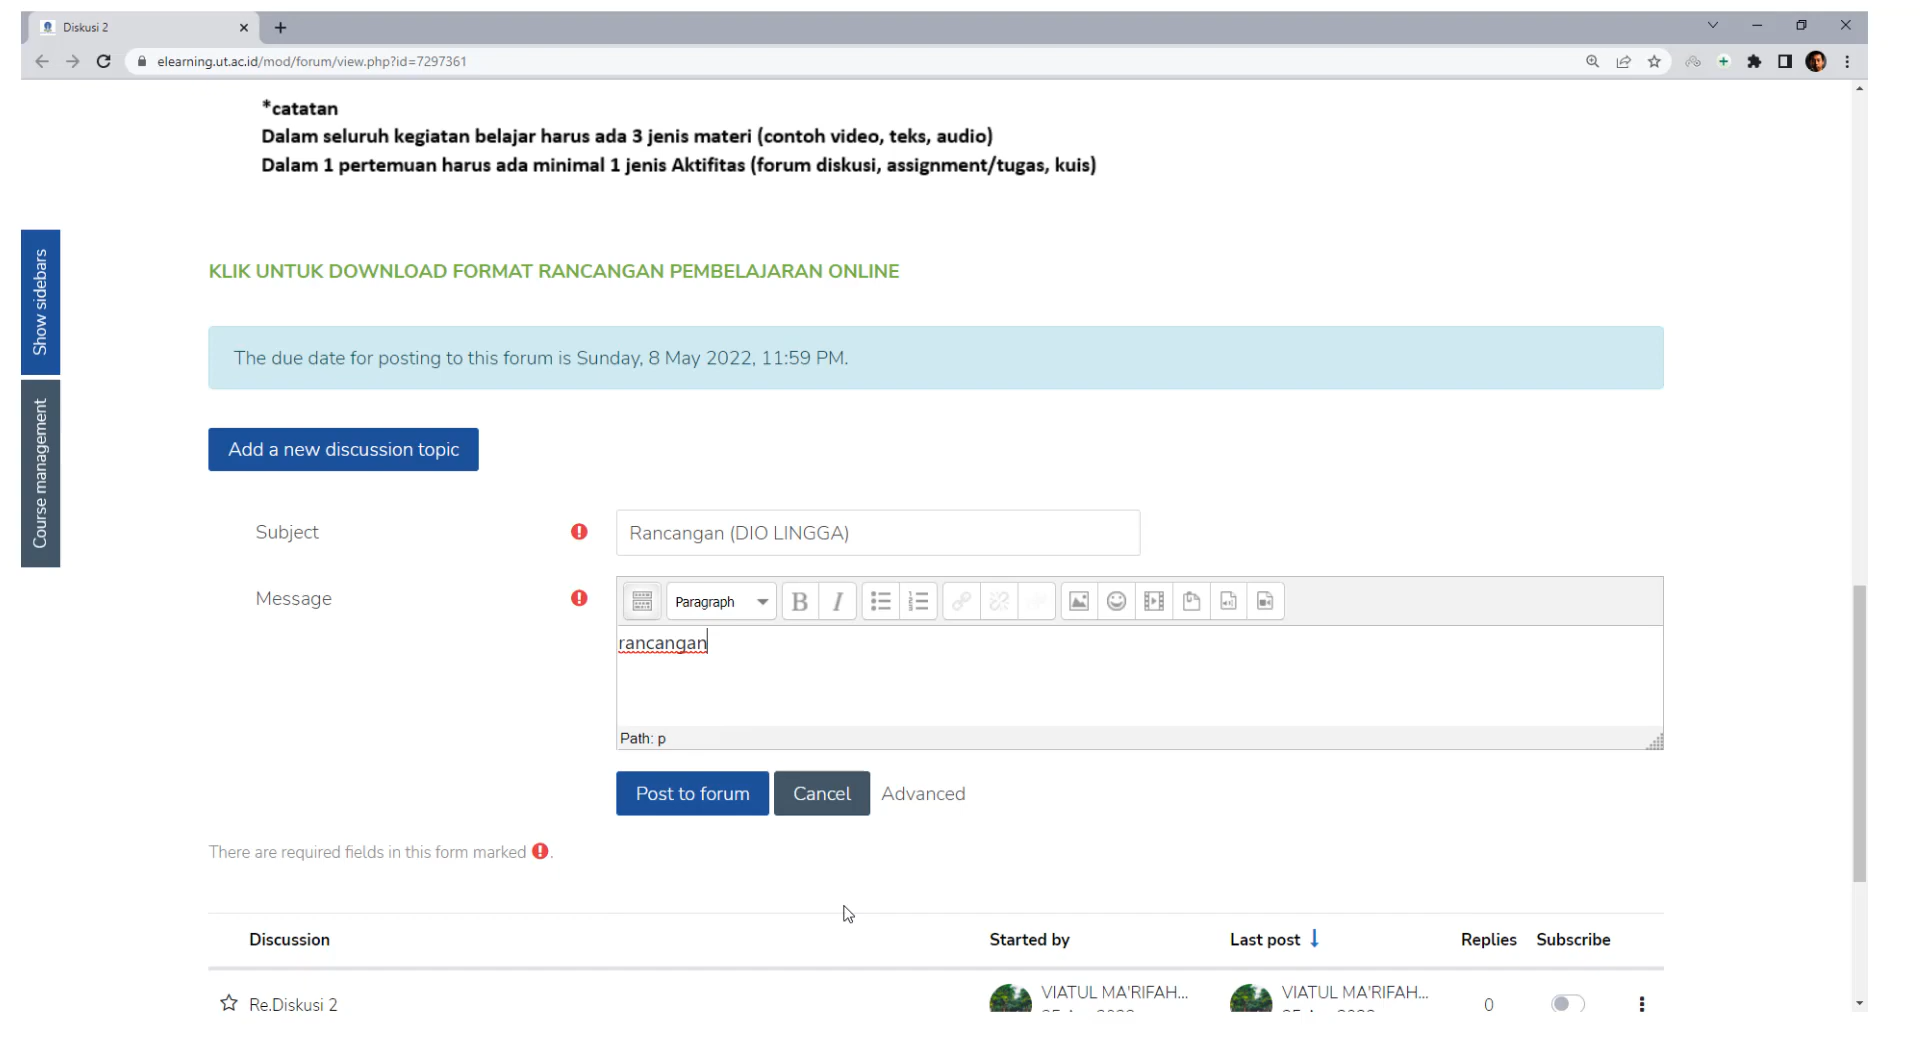 Diskusi 2
elearning.ut.ac.id/mod/forum/view.php?id=7297361
*catatan
Dalam seluruh kegiatan belajar harus ada 3 jenis materi (contoh video, teks, audio)
Dalam 1 pertemuan harus ada minimal 1 jenis Aktifitas (forum diskusi, assignment/tugas, kuis)
Show sidebars
Course management
KLIK UNTUK DOWNLOAD FORMAT RANCANGAN PEMBELAJARAN ONLINE
The due date for posting to this forum is Sunday, 8 May 2022, 11:59 PM.
Add a new discussion topic
Subject
Rancangan (DIO LINGGA)
Message
Paragraph B I
rancangan
Path: p
Post to forum Cancel Advanced
There are required fields in this form marked .
Discussion Started by Last post Replies Subscribe
Re.Diskusi 2 VIATUL MA'RIFAH... VIATUL MA'RIFAH... 0